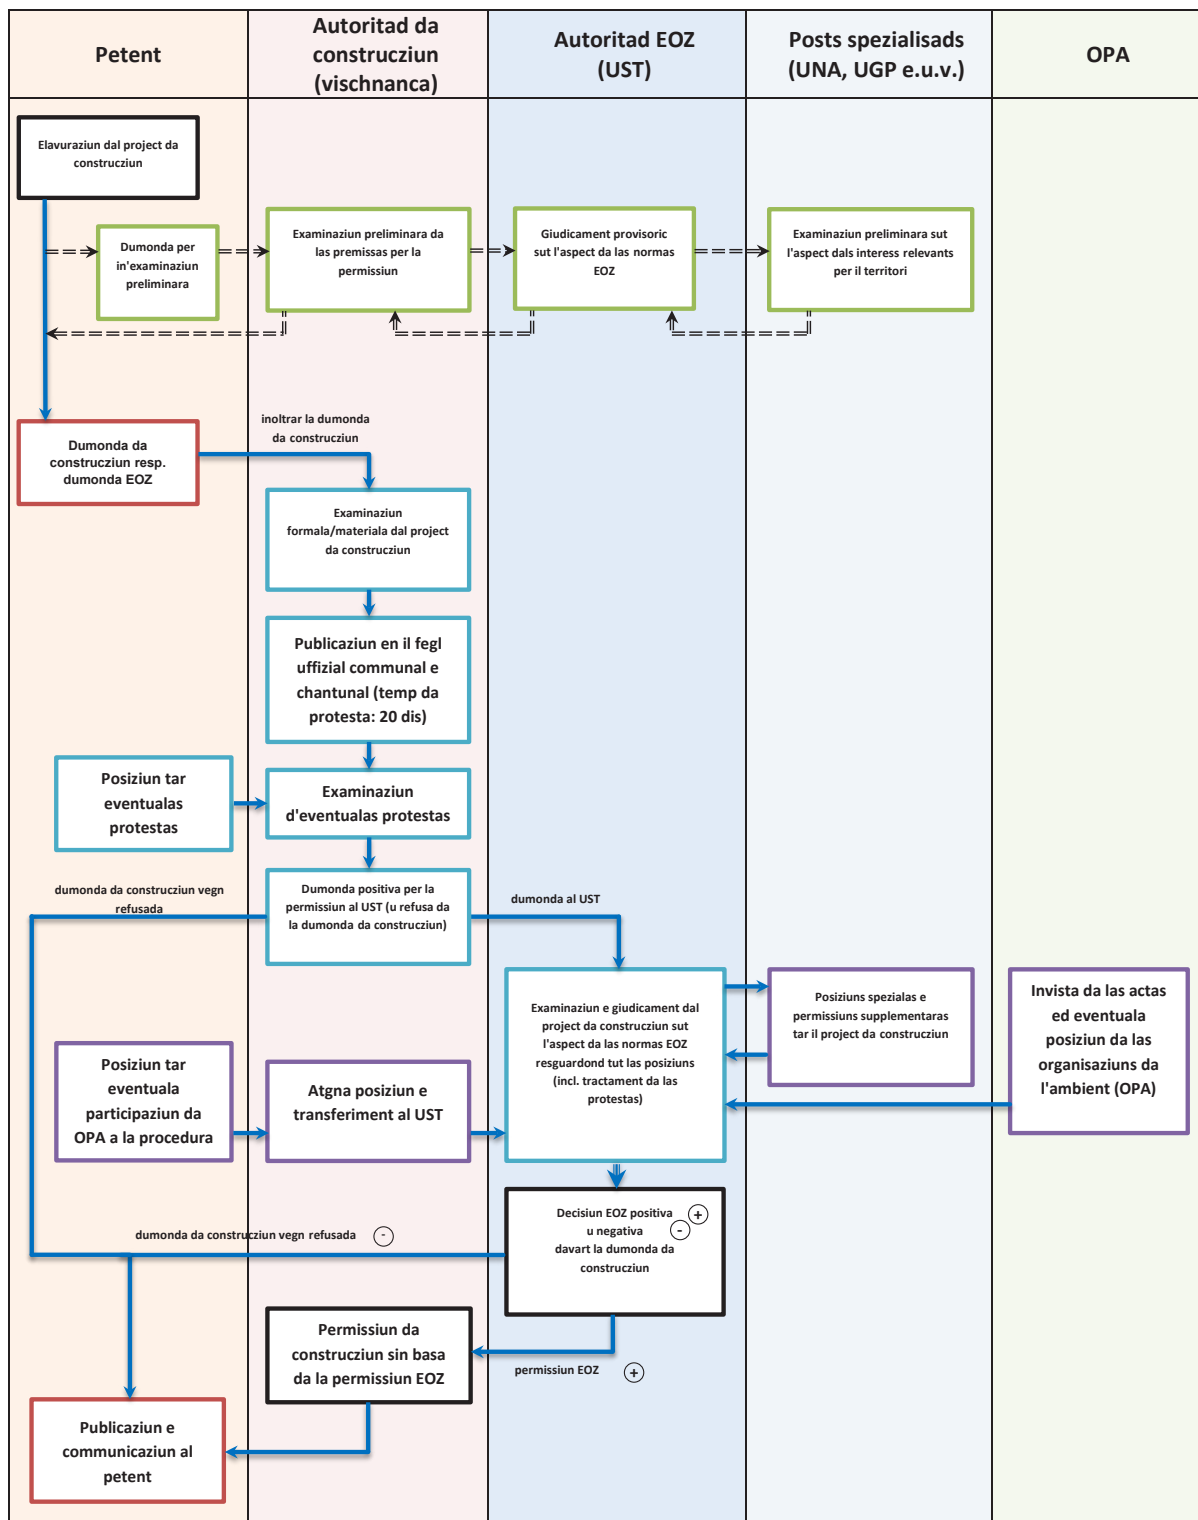 Petent
Autoritad da
construcziun
(vischnanca)
Autoritad EOZ
(UST)
Posts spezialisads
(UNA, UGP e.u.v.)
OPA
Elavuraziun dal project da
construcziun
Dumonda per
in'examinaziun
preliminara
Examinaziun preliminara da
las premissas per la
permissiun
Giudicament provisoric
sut l'aspect da las normas
EOZ
Examinaziun preliminara sut
l'aspect dals interess relevants
per il territori
Dumonda da
construcziun resp.
dumonda EOZ
inoltrar la dumonda
da construcziun
Examinaziun
formala/materiala dal project
da construcziun
Publicaziun en il fegl
uffizial communal e
chantunal (temp da
protesta: 20 dis)
Posiziun tar
eventualas
protestas
Examinaziun
d'eventualas protestas
dumonda da construcziun vegn
refusada
Dumonda positiva per la
permissiun al UST (u refusa da
la dumonda da construcziun)
dumonda al UST
Examinaziun e giudicament dal
project da construcziun sut
l'aspect da las normas EOZ
resguardond tut las posiziuns
(incl. tractament da las
protestas)
Posiziuns spezialas e
permissiuns supplementaras
tar il project da construcziun
Invista da las actas
ed eventuala
posiziun da las
organisaziuns da
l'ambient (OPA)
Posiziun tar
eventuala
participaziun da
OPA a la procedura
Atgna posiziun e
transferiment al UST
Decisiun EOZ positiva +
u negativa -
davart la dumonda da
construcziun
dumonda da construcziun vegn refusada -
Permissiun da
construcziun sin basa
da la permissiun EOZ
permissiun EOZ +
Publicaziun e
communicaziun al
petent